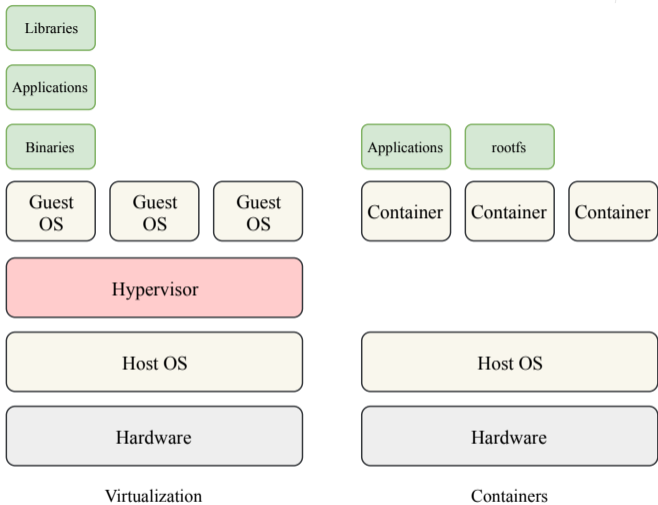 Libraries
Applications
Binaries
Guest
OS
Guest
OS
Guest
OS
Hypervisor
Host OS
Hardware
Virtualization
Applications
rootfs
Container
Container
Container
Host OS
Hardware
Containers